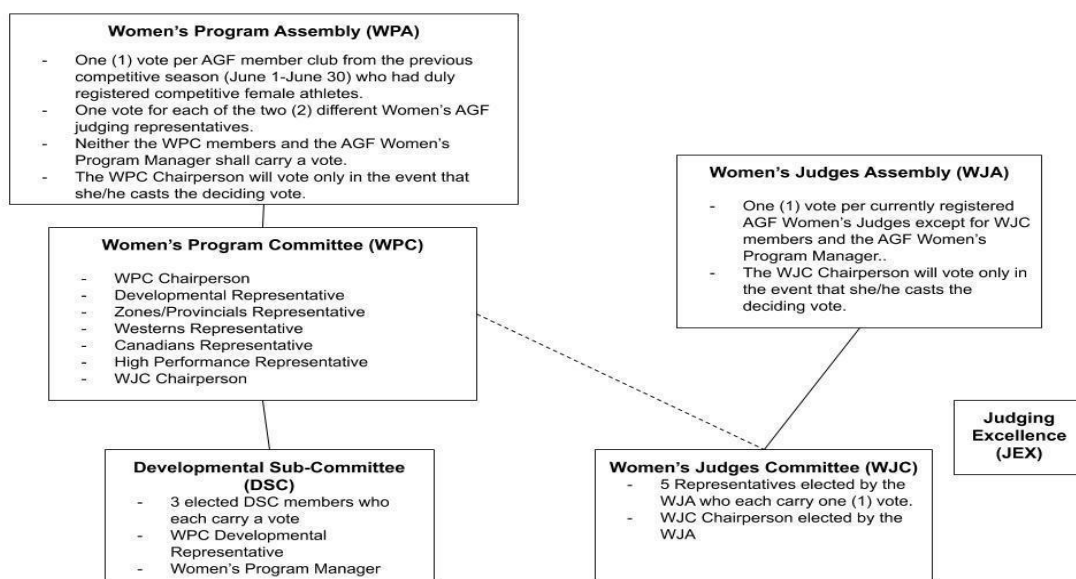 Women's Program Assembly (WPA)
- One (1) vote per AGF member club from the previous
competitive season (June 1-June 30) who had duly
registered competitive female athletes.
- One vote for each of the two (2) different Women's AGF
judging representatives.
- Neither the WPC members and the AGF Women's
Program Manager shall carry a vote.
- The WPC Chairperson will vote only in the event that
she/he casts the deciding vote.
Women's Judges Assembly (WJA)
- One (1) vote per currently registered
AGF Women's Judges except for WJC
members and the AGF Women's
Program Manager..
- The WJC Chairperson will vote only in
the event that she/he casts the
deciding vote.
Women's Program Committee (WPC)
- WPC Chairperson
- Developmental Representative
- Zones/Provincials Representative
- Westerns Representative
- Canadians Representative
- High Performance Representative
- WJC Chairperson
Judging
Excellence
(JEX)
Developmental Sub-Committee
(DSC)
- 3 elected DSC members who
each carry a vote
- WPC Developmental
Representative
- Women's Program Manager
Women's Judges Committee (WJC)
- 5 Representatives elected by the
WJA who each carry one (1) vote.
- WJC Chairperson elected by the
WJA